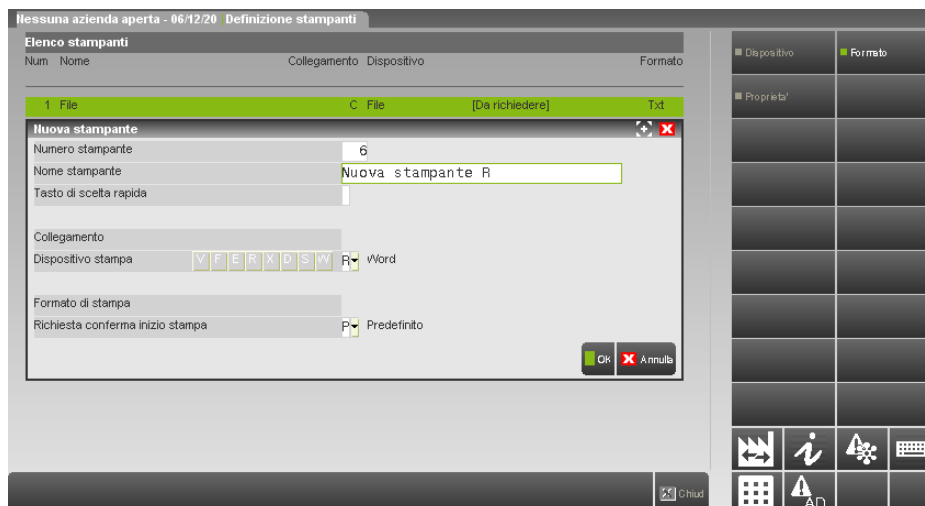 Nessuna azienda aperta - 06/12/20 Definizione stampanti
Elenco stampanti
Num Nome Collegamento Dispositivo Formato
1 File C File [Da richiedere] Txt
Nuova stampante
Numero stampante 6
Nome stampante Nuova stampante R
Tasto di scelta rapida
Collegamento
Dispositivo stampa V F E R X D S W R Word
Formato di stampa
Richiesta conferma inizio stampa P Predefinito
Ok Annulla
Chiud
Dispositivo Formato
Proprieta'
AD